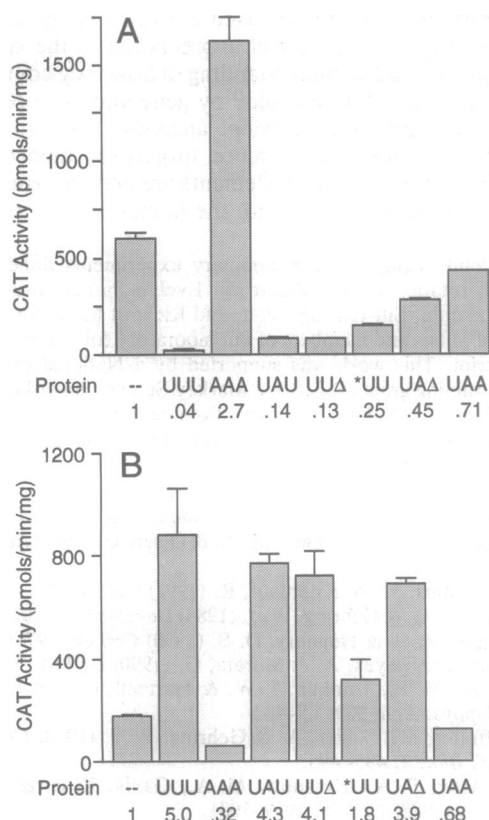 A
CAT Activity (pmols/min/mg)
1500
1000
500
0
Protein -- UUU AAA UAU UUΔ *UU UAΔ UAA
1 .04 2.7 .14 .13 .25 .45 .71
B
CAT Activity (pmols/min/mg)
1200
800
400
0
Protein -- UUU AAA UAU UUΔ *UU UAΔ UAA
1 5.0 .32 4.3 4.1 1.8 3.9 .68